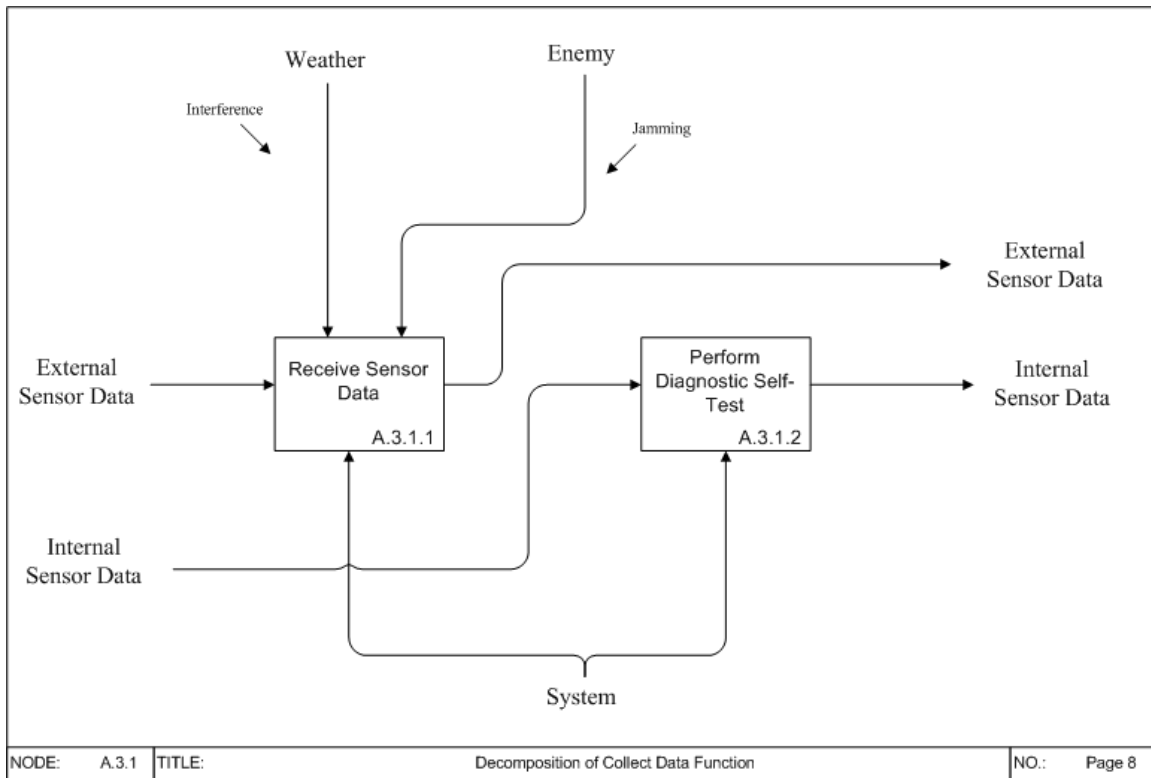 Weather
Enemy
Interference
Jamming
External
Sensor Data
External
Sensor Data
Receive Sensor
Data
A.3.1.1
Perform
Diagnostic Self-
Test
A.3.1.2
Internal
Sensor Data
Internal
Sensor Data
System
NODE: A.3.1 TITLE: Decomposition of Collect Data Function NO.: Page 8